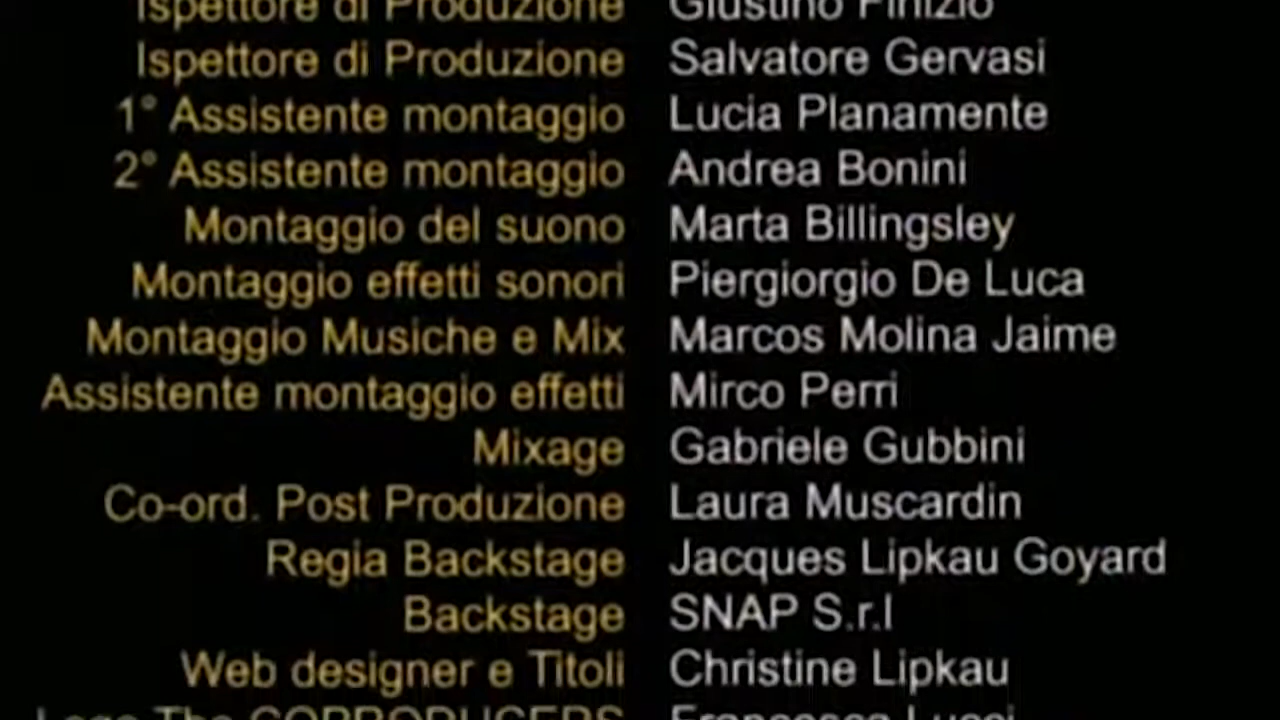 Ispettore di Produzione Giustino Finizio
Ispettore di Produzione Salvatore Gervasi
1° Assistente montaggio Lucia Planamente
2° Assistente montaggio Andrea Bonini
Montaggio del suono Marta Billingsley
Montaggio effetti sonori Piergiorgio De Luca
Montaggio Musiche e Mix Marcos Molina Jaime
Assistente montaggio effetti Mirco Perri
Mixage Gabriele Gubbini
Co-ord. Post Produzione Laura Muscardin
Regia Backstage Jacques Lipkau Goyard
Backstage SNAP S.r.l
Web designer e Titoli Christine Lipkau
Logo The COPRODUCERS Francesca Lucci